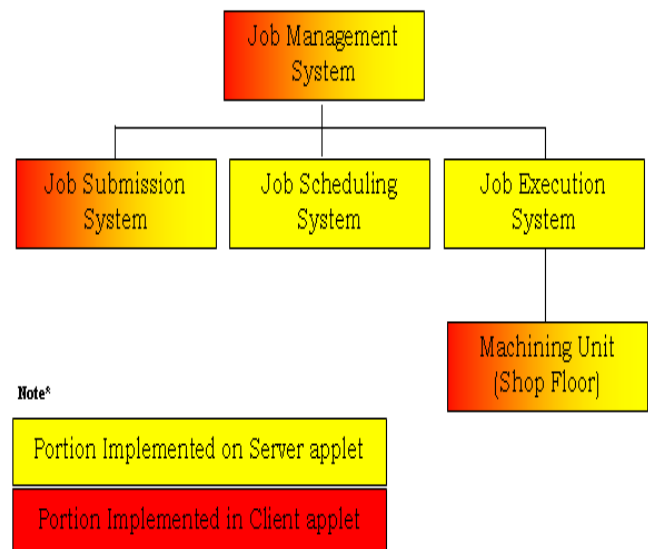 Job Management
System
Job Submission
System
Job Scheduling
System
Job Execution
System
Machining Unit
(Shop Floor)
Note*
Portion Implemented on Server applet
Portion Implemented in Client applet